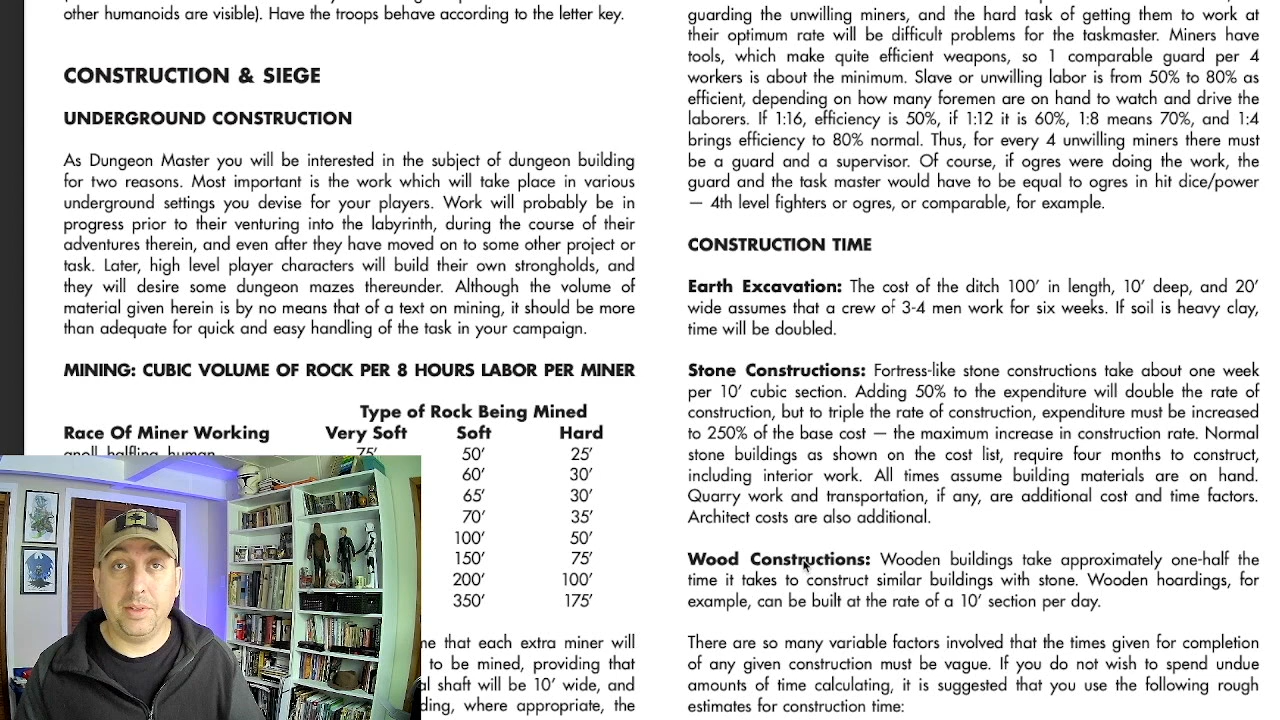 other humanoids are visible). Have the troops behave according to the letter key.
CONSTRUCTION & SIEGE
UNDERGROUND CONSTRUCTION
As Dungeon Master you will be interested in the subject of dungeon building
for two reasons. Most important is the work which will take place in various
underground settings you devise for your players. Work will probably be in
progress prior to their venturing into the labyrinth, during the course of their
adventures therein, and even after they have moved on to some other project or
task. Later, high level player characters will build their own strongholds, and
they will desire some dungeon mazes thereunder. Although the volume of
material given herein is by no means that of a text on mining, it should be more
than adequate for quick and easy handling of the task in your campaign.
MINING: CUBIC VOLUME OF ROCK PER 8 HOURS LABOR PER MINER
Type of Rock Being Mined
Race Of Miner Working Very Soft Soft Hard
gnoll, halfling, human 75′ 50′ 25′
60′ 30′
65′ 30′
70′ 35′
100′ 50′
150′ 75′
200′ 100′
350′ 175′
me that each extra miner will
to be mined, providing that
al shaft will be 10′ wide, and
ding, where appropriate, the
guarding the unwilling miners, and the hard task of getting them to work at
their optimum rate will be difficult problems for the taskmaster. Miners have
tools, which make quite efficient weapons, so 1 comparable guard per 4
workers is about the minimum. Slave or unwilling labor is from 50% to 80% as
efficient, depending on how many foremen are on hand to watch and drive the
laborers. If 1:16, efficiency is 50%, if 1:12 it is 60%, 1:8 means 70%, and 1:4
brings efficiency to 80% normal. Thus, for every 4 unwilling miners there must
be a guard and a supervisor. Of course, if ogres were doing the work, the
guard and the task master would have to be equal to ogres in hit dice/power
— 4th level fighters or ogres, or comparable, for example.
CONSTRUCTION TIME
Earth Excavation: The cost of the ditch 100′ in length, 10′ deep, and 20′
wide assumes that a crew of 3-4 men work for six weeks. If soil is heavy clay,
time will be doubled.
Stone Constructions: Fortress-like stone constructions take about one week
per 10′ cubic section. Adding 50% to the expenditure will double the rate of
construction, but to triple the rate of construction, expenditure must be increased
to 250% of the base cost — the maximum increase in construction rate. Normal
stone buildings as shown on the cost list, require four months to construct,
including interior work. All times assume building materials are on hand.
Quarry work and transportation, if any, are additional cost and time factors.
Architect costs are also additional.
Wood Constructions: Wooden buildings take approximately one-half the
time it takes to construct similar buildings with stone. Wooden hoardings, for
example, can be built at the rate of a 10′ section per day.
There are so many variable factors involved that the times given for completion
of any given construction must be vague. If you do not wish to spend undue
amounts of time calculating, it is suggested that you use the following rough
estimates for construction time: